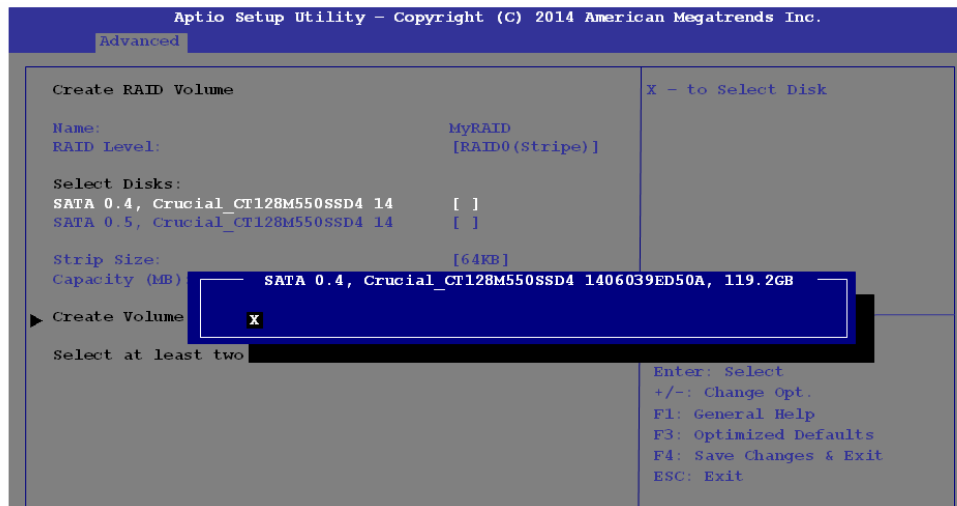 Aptio Setup Utility – Copyright (C) 2014 American Megatrends Inc.
Advanced
Create RAID Volume
Name: MyRAID
RAID Level: [RAID0(Stripe)]
Select Disks:
SATA 0.4, Crucial_CT128M550SSD4 14 [ ]
SATA 0.5, Crucial_CT128M550SSD4 14 [ ]
Strip Size: [64KB]
Capacity (MB):
SATA 0.4, Crucial_CT128M550SSD4 1406039ED50A, 119.2GB
X
Create Volume
Select at least two
X – to Select Disk
Enter: Select
+/-: Change Opt.
F1: General Help
F3: Optimized Defaults
F4: Save Changes & Exit
ESC: Exit